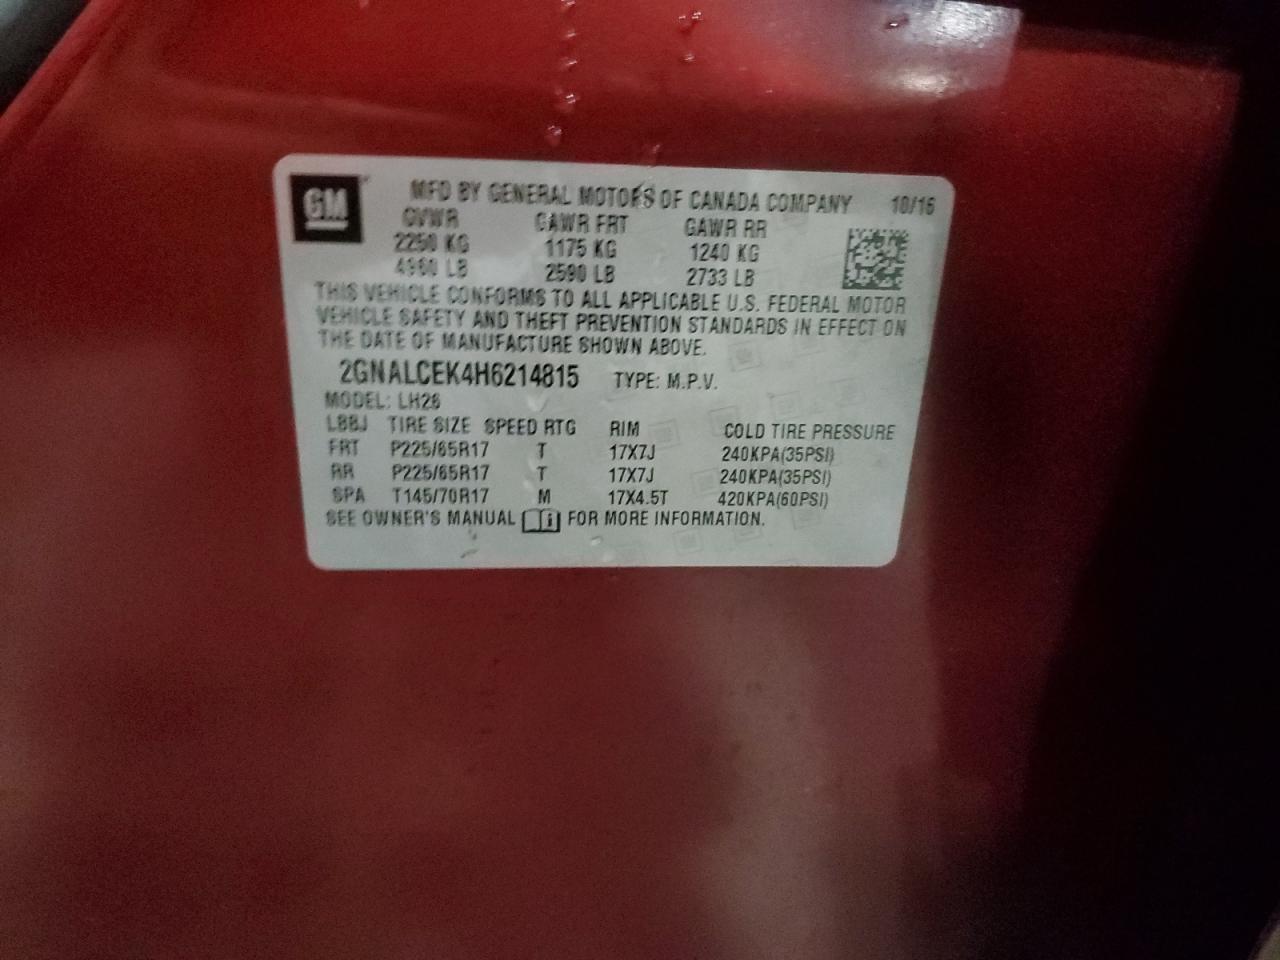 GM MFD BY GENERAL MOTORS OF CANADA COMPANY 10/16
GVWR GAWR FRT GAWR RR
2250 KG 1175 KG 1240 KG
4960 LB 2590 LB 2733 LB
THIS VEHICLE CONFORMS TO ALL APPLICABLE U.S. FEDERAL MOTOR
VEHICLE SAFETY AND THEFT PREVENTION STANDARDS IN EFFECT ON
THE DATE OF MANUFACTURE SHOWN ABOVE.
2GNALCEK4H6214815 TYPE: M.P.V.
MODEL: LH26
LBBJ TIRE SIZE SPEED RTG RIM COLD TIRE PRESSURE
FRT P225/65R17 T 17X7J 240KPA(35PSI)
RR P225/65R17 T 17X7J 240KPA(35PSI)
SPA T145/70R17 M 17X4.5T 420KPA(60PSI)
SEE OWNER'S MANUAL FOR MORE INFORMATION.